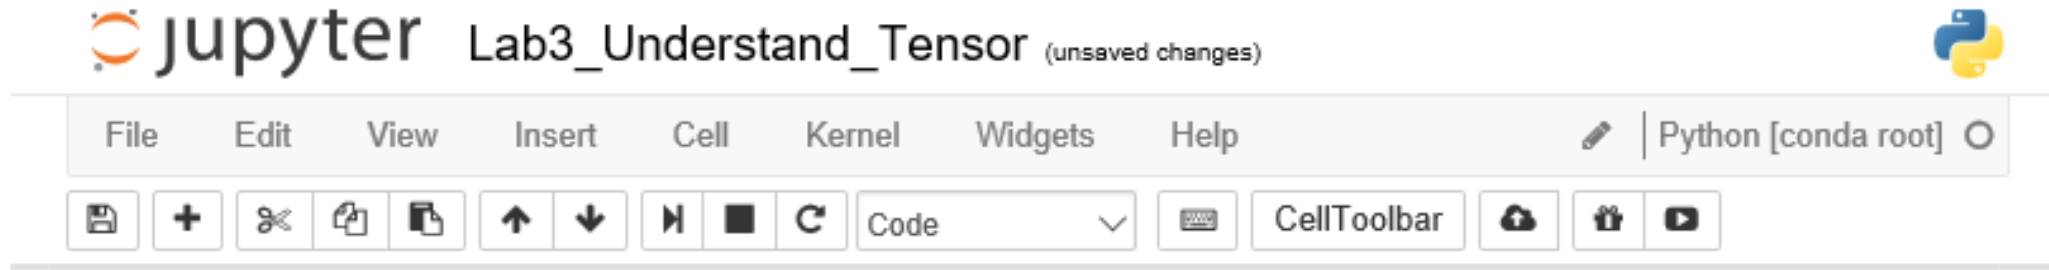 jupyter Lab3_Understand_Tensor (unsaved changes)
File Edit View Insert Cell Kernel Widgets Help Python [conda root]
Code CellToolbar